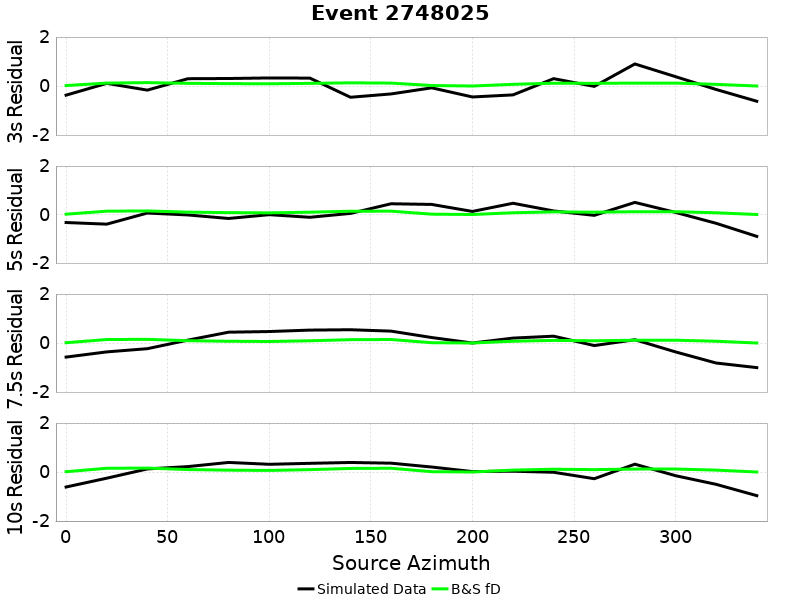 Event 2748025
3s Residual
2
0
-2
5s Residual
2
0
-2
7.5s Residual
2
0
-2
10s Residual
2
0
-2
0 50 100 150 200 250 300
Source Azimuth
Simulated Data B&S fD